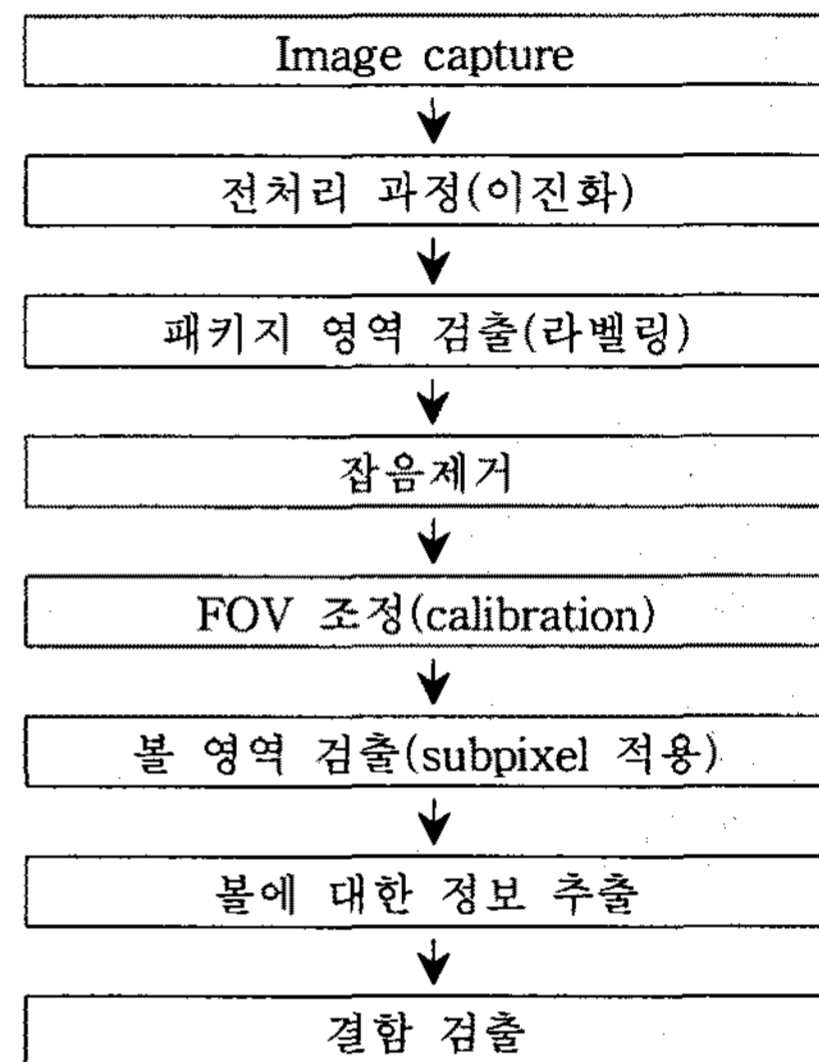 Image capture
전처리 과정(이진화)
패키지 영역 검출(라벨링)
잡음제거
FOV 조정(calibration)
볼 영역 검출(subpixel 적용)
볼에 대한 정보 추출
결함 검출